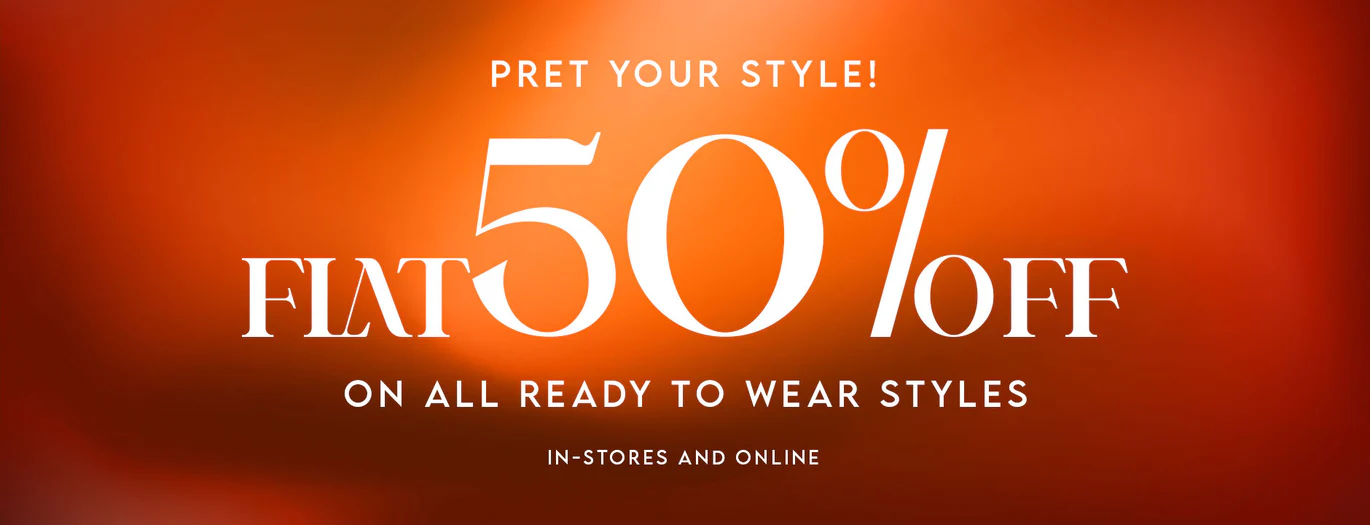 PRET YOUR STYLE!
FLAT 50% OFF
ON ALL READY TO WEAR STYLES
IN-STORES AND ONLINE